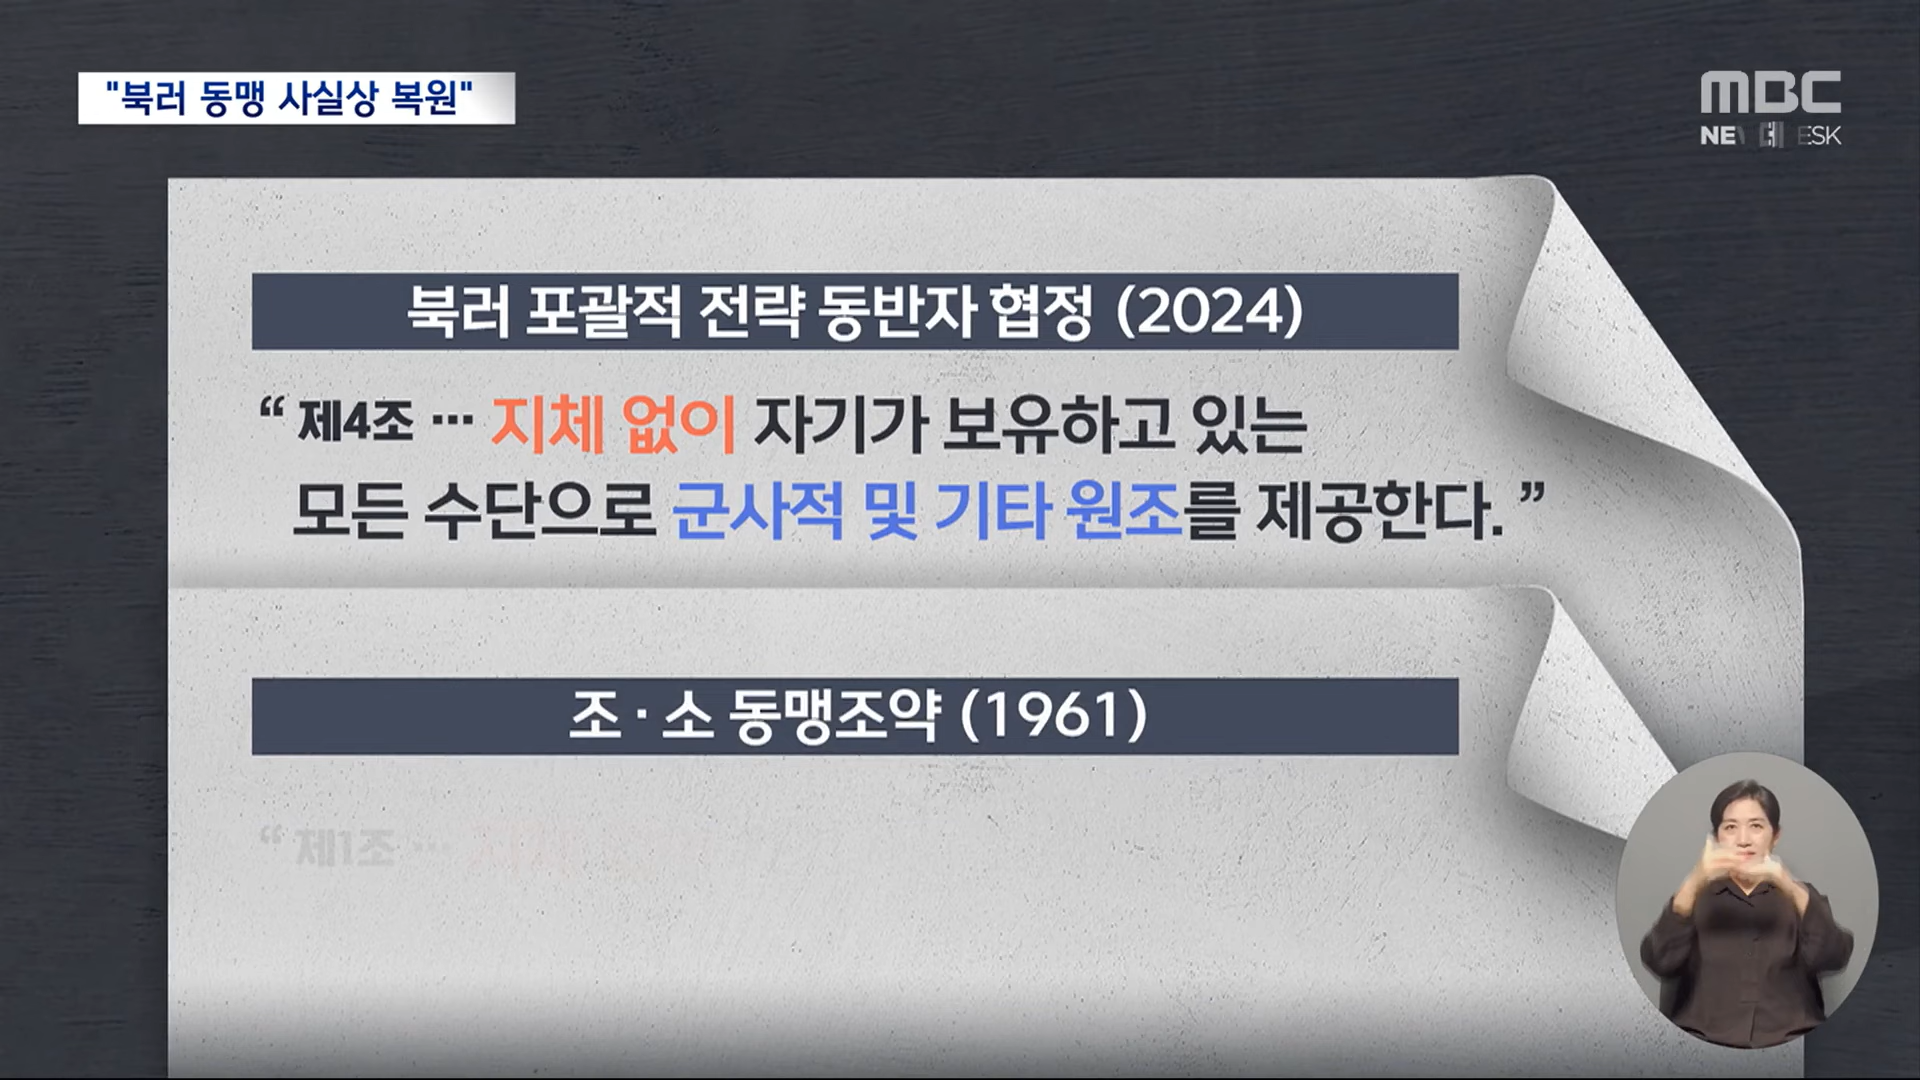 "북러 동맹 사실상 복원"
MBC
북러 포괄적 전략 동반자 협정 (2024)
“ 제4조 … 지체 없이 자기가 보유하고 있는
모든 수단으로 군사적 및 기타 원조를 제공한다. ”
조 · 소 동맹조약 (1961)
“ 제1조 …